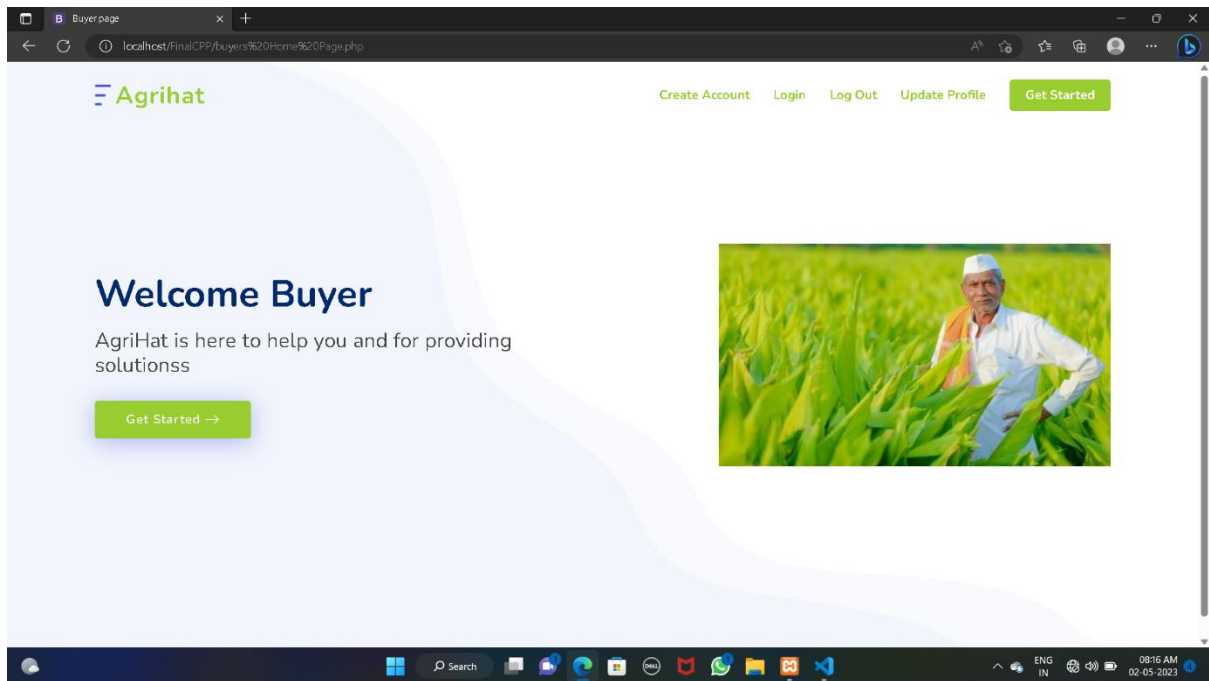 B Buyer page
localhost/FinalCPP/buyers%20Home%20Page.php
Agrihat
Create Account Login Log Out Update Profile Get Started
Welcome Buyer
AgriHat is here to help you and for providing
solutionss
Get Started →
Search
DELL
ENG
IN
08:16 AM
02-05-2023